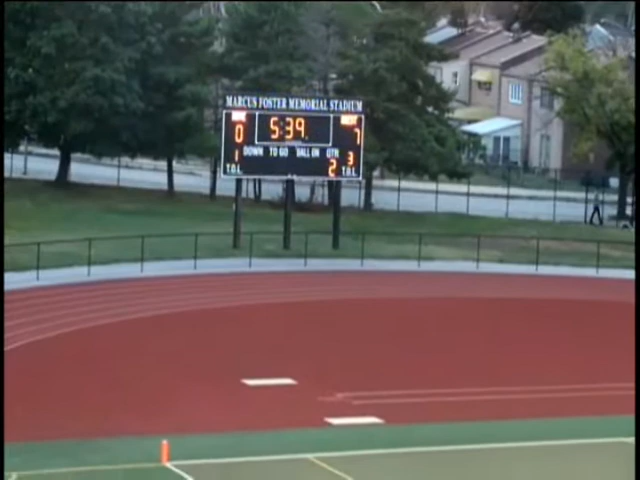 MARCUS FOSTER MEMORIAL STADIUM
0 5:39 7
DOWN TO GO BALL ON QTR
1 2 3
T.O.L. T.O.L.